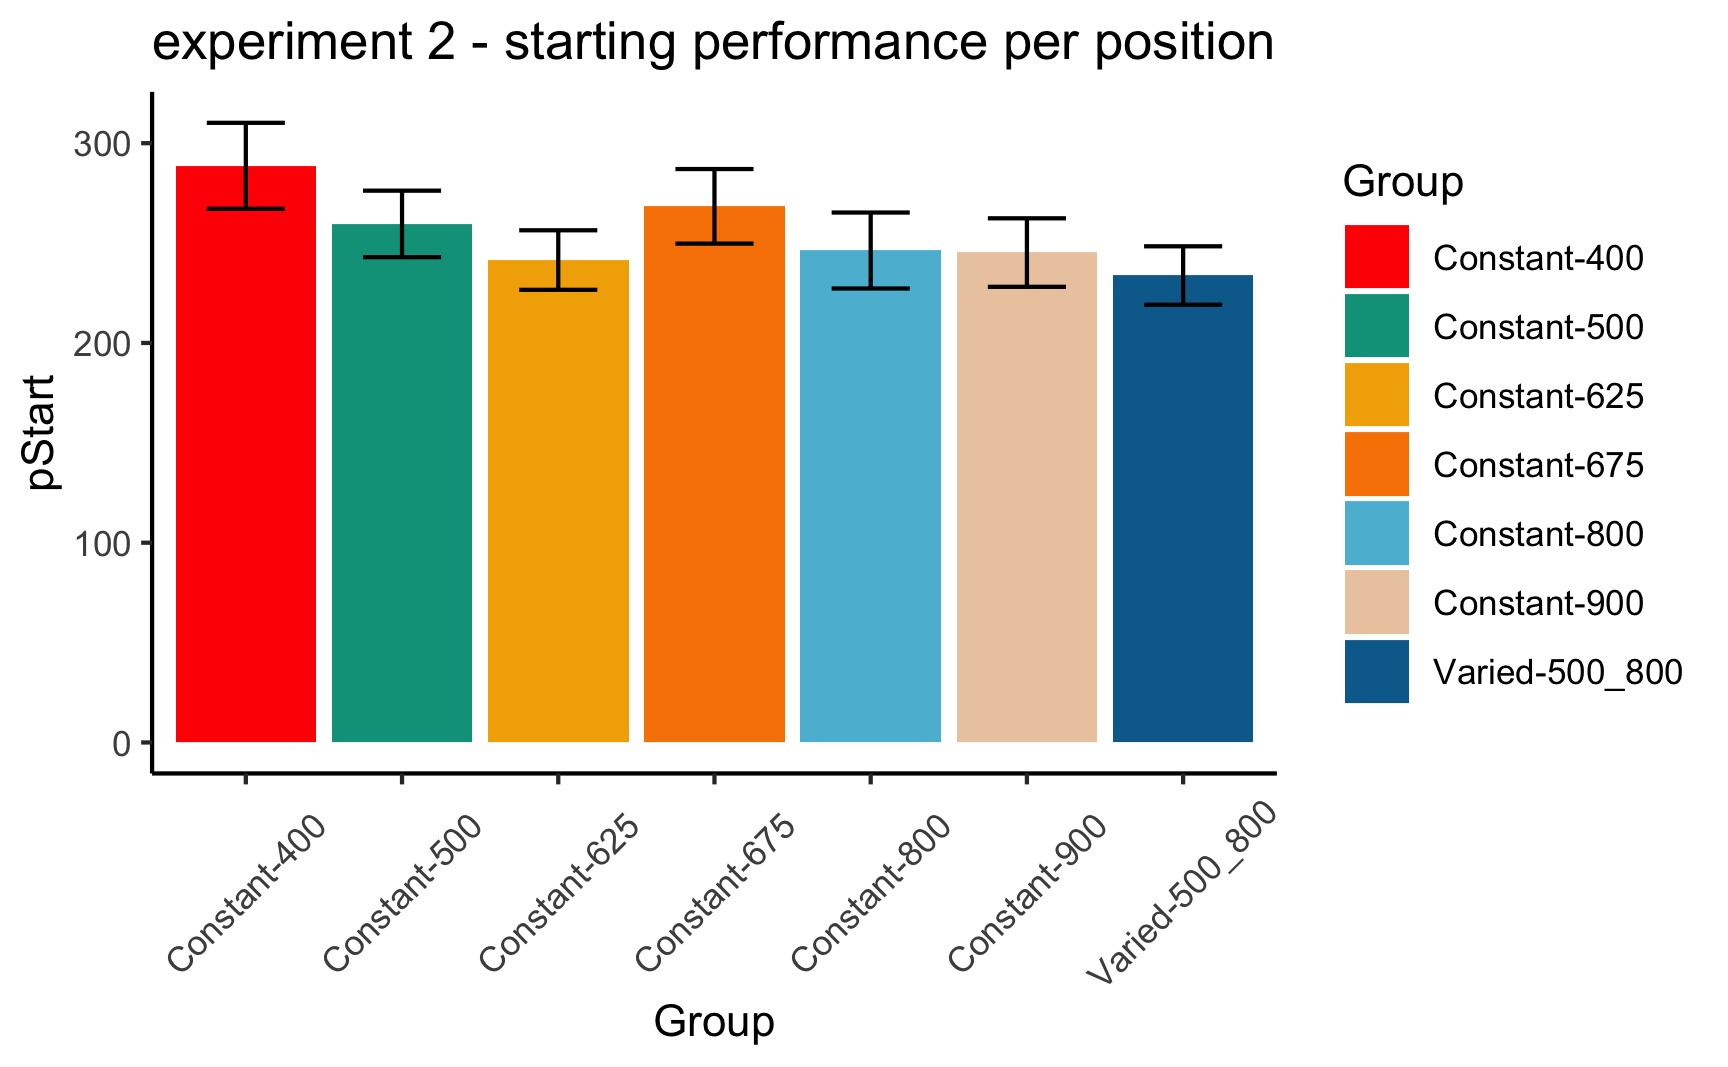 experiment 2 - starting performance per position
pStart
300
200
100
0
Constant-400
Constant-500
Constant-625
Constant-675
Constant-800
Constant-900
Varied-500_800
Group
Group
Constant-400
Constant-500
Constant-625
Constant-675
Constant-800
Constant-900
Varied-500_800